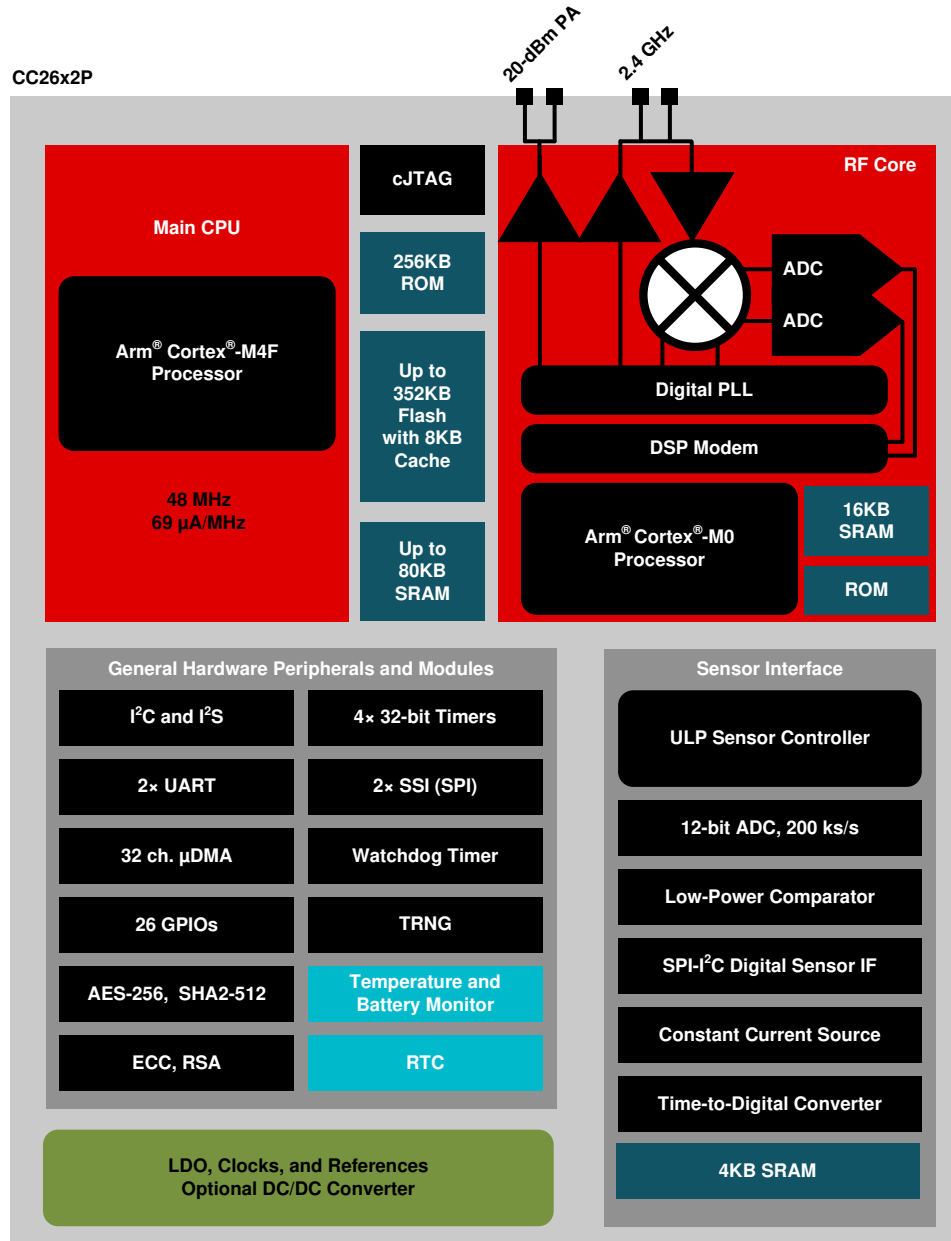 20-dBm PA
2.4 GHz
CC26x2P
Main CPU
Arm® Cortex®-M4F
Processor
48 MHz
69 µA/MHz
cJTAG
256KB
ROM
Up to
352KB
Flash
with 8KB
Cache
Up to
80KB
SRAM
RF Core
ADC
ADC
Digital PLL
DSP Modem
Arm® Cortex®-M0
Processor
16KB
SRAM
ROM
General Hardware Peripherals and Modules
I²C and I²S
4× 32-bit Timers
2× UART
2× SSI (SPI)
32 ch. µDMA
Watchdog Timer
26 GPIOs
TRNG
AES-256, SHA2-512
Temperature and
Battery Monitor
ECC, RSA
RTC
Sensor Interface
ULP Sensor Controller
12-bit ADC, 200 ks/s
Low-Power Comparator
SPI-I²C Digital Sensor IF
Constant Current Source
Time-to-Digital Converter
4KB SRAM
LDO, Clocks, and References
Optional DC/DC Converter